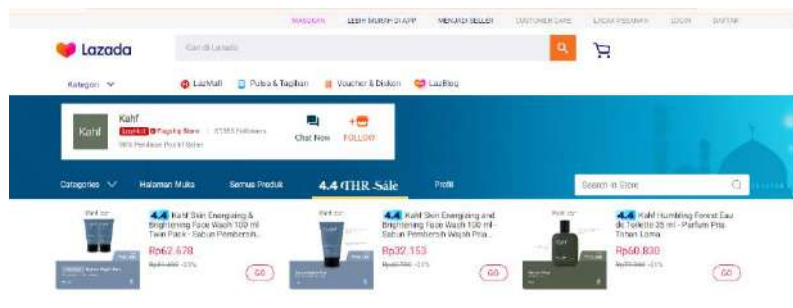 MASUKAN LEBIH MURAH DI APP MENJADI SELLER CUSTOMER CARE LACAK PESANAN LOGIN DAFTAR
Lazada
Cari di Lazada
Kategori LazMall Pulsa & Tagihan Voucher & Diskon LazBlog
Kahf
Kahf
LazMall Flagship Store Followers
Chat Now FOLLOW
Categories Halaman Muka Semua Produk 4.4 THR Sale Profil Search in Store
4.4 Kahf Skin Energizing &
Brightening Face Wash 100 ml
Twin Pack - Sabun Pembersih...
Rp62.678
GO
4.4 Kahf Skin Energizing and
Brightening Face Wash 100 ml -
Sabun Pembersih Wajah Pria...
Rp32.153
GO
4.4 Kahf Humbling Forest Eau
de Toilette 35 ml - Parfum Pria
Tahan Lama
Rp60.830
GO